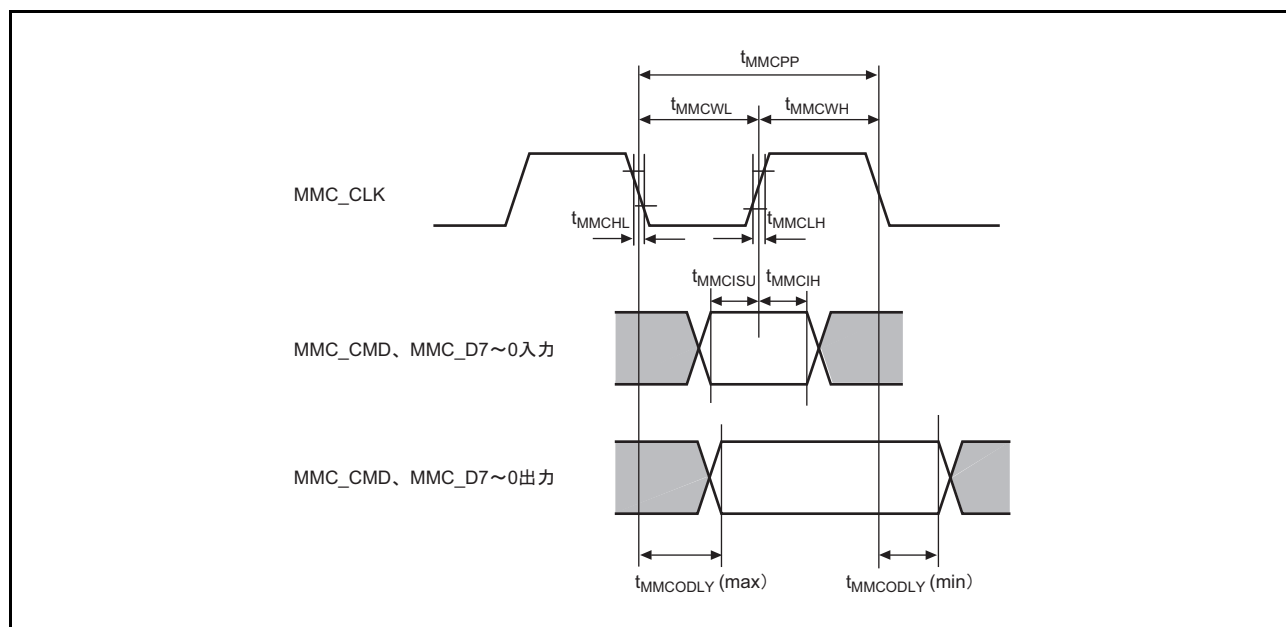 tMMCPP
tMMCWL tMMCWH
MMC_CLK
tMMCHL tMMCLH
tMMCISU tMMCIH
MMC_CMD、MMC_D7～0入力
MMC_CMD、MMC_D7～0出力
tMMCODLY (max) tMMCODLY (min)